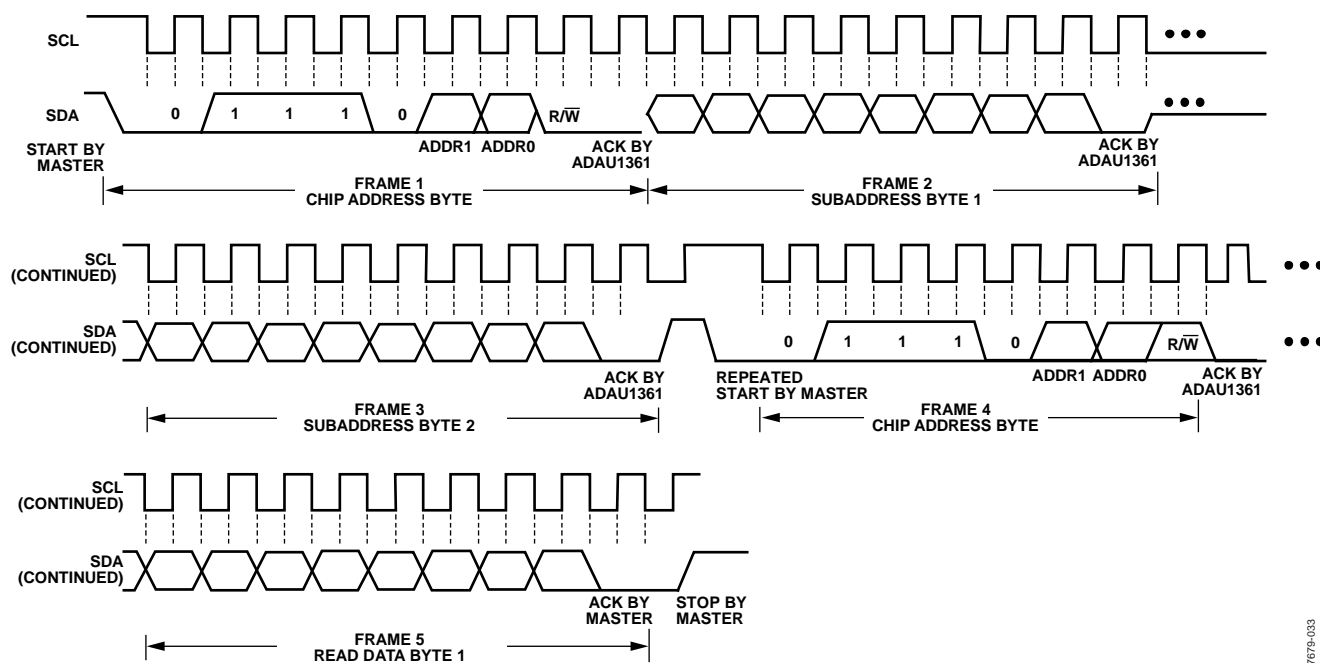 SCL
SDA
0 1 1 1 0 R/W̅
START BY
MASTER
ADDR1 ADDR0
ACK BY
ADAU1361
ACK BY
ADAU1361
FRAME 1
CHIP ADDRESS BYTE
FRAME 2
SUBADDRESS BYTE 1
SCL
(CONTINUED)
SDA
(CONTINUED)
0 1 1 1 0 R/W̅
ACK BY
ADAU1361
REPEATED
START BY MASTER
ADDR1 ADDR0
ACK BY
ADAU1361
FRAME 3
SUBADDRESS BYTE 2
FRAME 4
CHIP ADDRESS BYTE
SCL
(CONTINUED)
SDA
(CONTINUED)
ACK BY
MASTER
STOP BY
MASTER
FRAME 5
READ DATA BYTE 1
7679-033